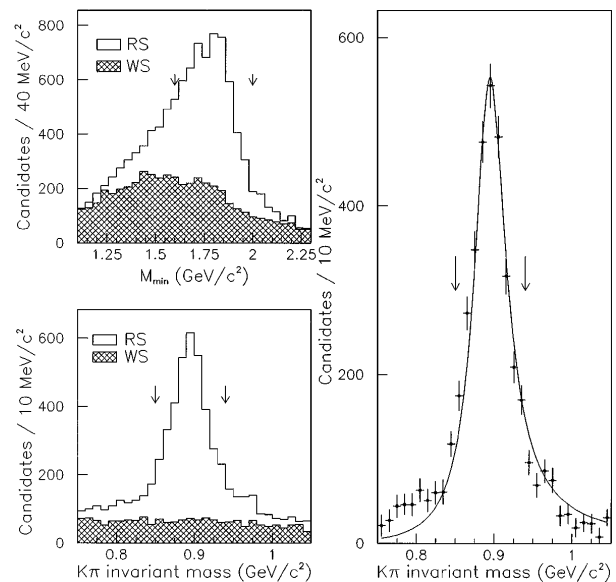 Candidates / 40 MeV/c²
800
600
400
200
0
RS
WS
1.25
1.5
1.75
2
2.25
M_min (GeV/c²)
Candidates / 10 MeV/c²
600
400
200
0
RS
WS
0.8
0.9
1
Kπ invariant mass (GeV/c²)
Candidates / 10 MeV/c²
600
400
200
0
0.8
0.9
1
Kπ invariant mass (GeV/c²)